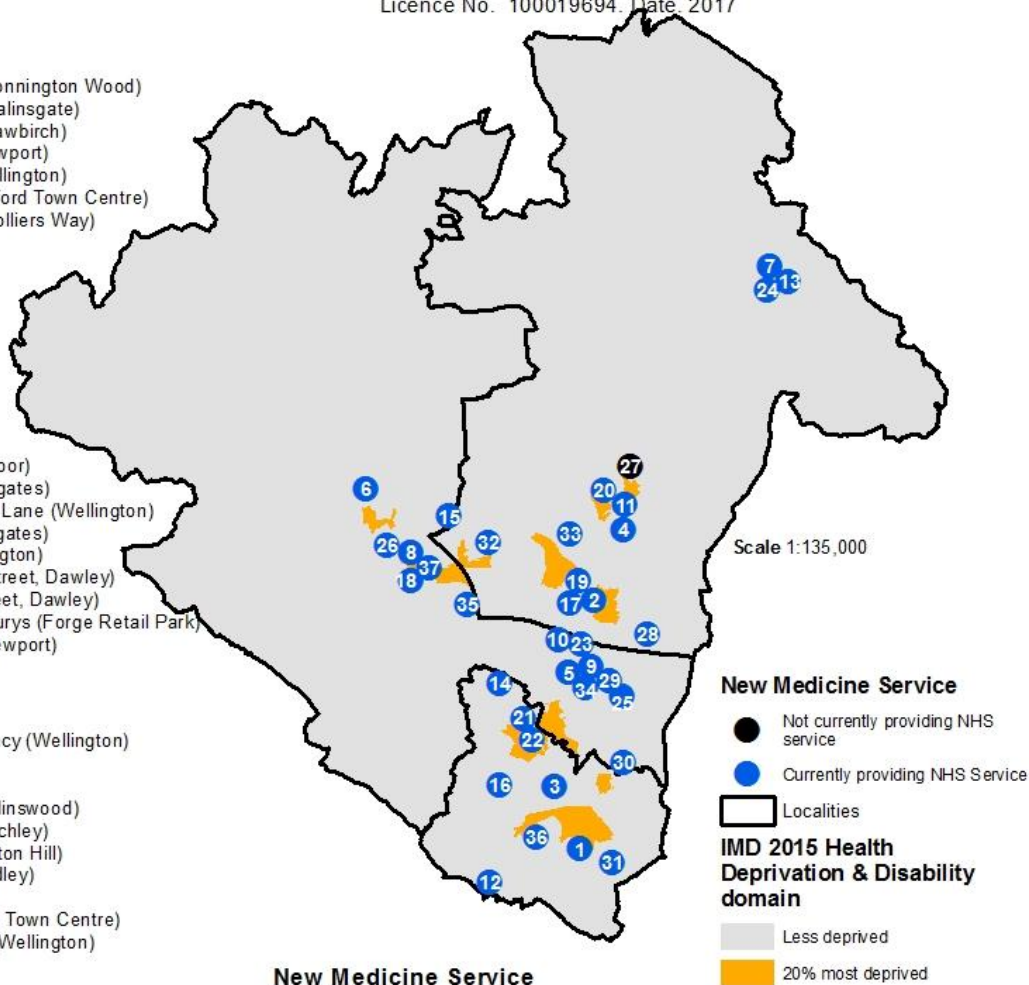 Licence No. 100019694. Date. 2017
onnington Wood)
alinsgate)
awbirch)
wport)
llington)
ford Town Centre)
olliers Way)
oor)
gates)
Lane (Wellington)
gates)
gton)
treet, Dawley)
eet, Dawley)
urys (Forge Retail Park)
ewport)
cy (Wellington)
linswood)
chley)
ton Hill)
dley)
Town Centre)
Wellington)
7
13
24
27
6
20
11
15
4
33
32
26
8
37
18
19
17
2
35
28
10
23
9
5
29
34
25
14
21
22
30
16
3
36
1
31
12
Scale 1:135,000
New Medicine Service
Not currently providing NHS
service
Currently providing NHS Service
Localities
IMD 2015 Health
Deprivation & Disability
domain
Less deprived
20% most deprived
New Medicine Service